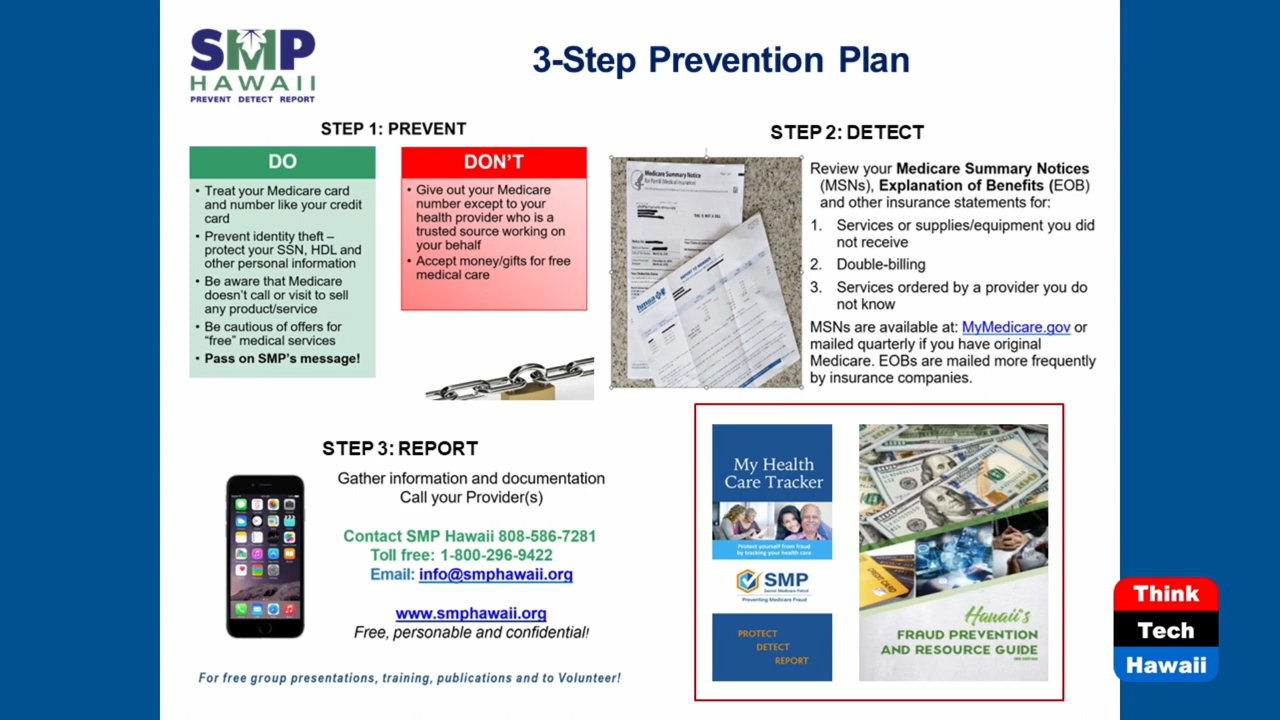 SMP
HAWAII
PREVENT DETECT REPORT
3-Step Prevention Plan
STEP 1: PREVENT
DO
• Treat your Medicare card
and number like your credit
card
• Prevent identity theft –
protect your SSN, HDL and
other personal information
• Be aware that Medicare
doesn't call or visit to sell
any product/service
• Be cautious of offers for
"free" medical services
• Pass on SMP's message!
DON'T
• Give out your Medicare
number except to your
health provider who is a
trusted source working on
your behalf
• Accept money/gifts for free
medical care
STEP 2: DETECT
Medicare Summary Notice
for Part B (Medical Insurance)
THIS IS NOT A BILL
hmsa
Review your Medicare Summary Notices
(MSNs), Explanation of Benefits (EOB)
and other insurance statements for:
1. Services or supplies/equipment you did
not receive
2. Double-billing
3. Services ordered by a provider you do
not know
MSNs are available at: MyMedicare.gov or
mailed quarterly if you have original
Medicare. EOBs are mailed more frequently
by insurance companies.
STEP 3: REPORT
Gather information and documentation
Call your Provider(s)
Contact SMP Hawaii 808-586-7281
Toll free: 1-800-296-9422
Email: info@smphawaii.org
www.smphawaii.org
Free, personable and confidential!
For free group presentations, training, publications and to Volunteer!
My Health
Care Tracker
Protect yourself from fraud
by tracking your health care
SMP
Senior Medicare Patrol
Preventing Medicare Fraud
PROTECT
DETECT
REPORT
CREDIT CARD
Hawaii's
FRAUD PREVENTION
AND RESOURCE GUIDE
Think
Tech
Hawaii